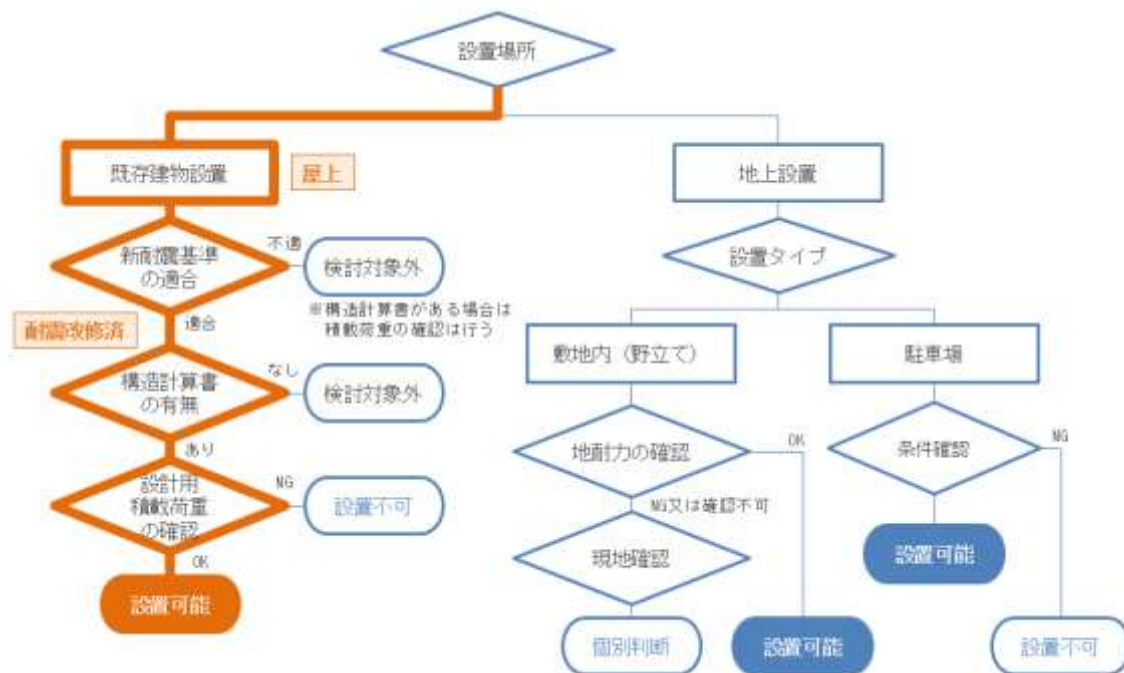 設置場所
既存建物設置
屋上
地上設置
新耐震基準
の適合
不適
検討対象外
※構造計算書がある場合は
積載荷重の確認は行う
設置タイプ
耐震改修済
適合
敷地内（野立て）
駐車場
構造計算書
の有無
なし
検討対象外
あり
地耐力の確認
OK
条件確認
NG
設計用
積載荷重
の確認
NG
設置不可
NG又は確認不可
OK
現地確認
設置可能
設置可能
個別判断
設置可能
設置不可